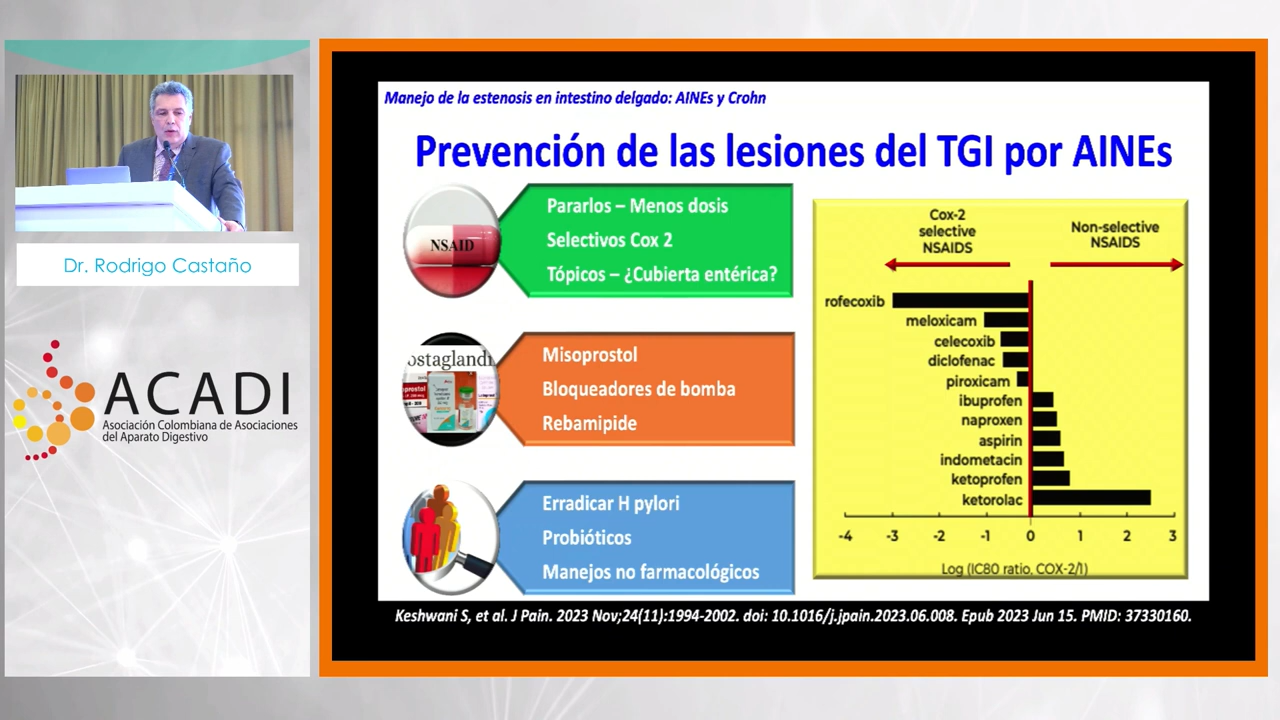 Dr. Rodrigo Castaño
ACADI
Asociación Colombiana de Asociaciones
del Aparato Digestivo
Manejo de la estenosis en intestino delgado: AINEs y Crohn
Prevención de las lesiones del TGI por AINEs
NSAID
Pararlos – Menos dosis
Selectivos Cox 2
Tópicos – ¿Cubierta entérica?
ostaglandi
Misoprostol
Bloqueadores de bomba
Rebamipide
Erradicar H pylori
Probióticos
Manejos no farmacológicos
Cox-2
selective
NSAIDS
Non-selective
NSAIDS
rofecoxib
meloxicam
celecoxib
diclofenac
piroxicam
ibuprofen
naproxen
aspirin
indometacin
ketoprofen
ketorolac
-4 -3 -2 -1 0 1 2 3
Log (IC80 ratio, COX-2/I)
Keshwani S, et al. J Pain. 2023 Nov;24(11):1994-2002. doi: 10.1016/j.jpain.2023.06.008. Epub 2023 Jun 15. PMID: 37330160.